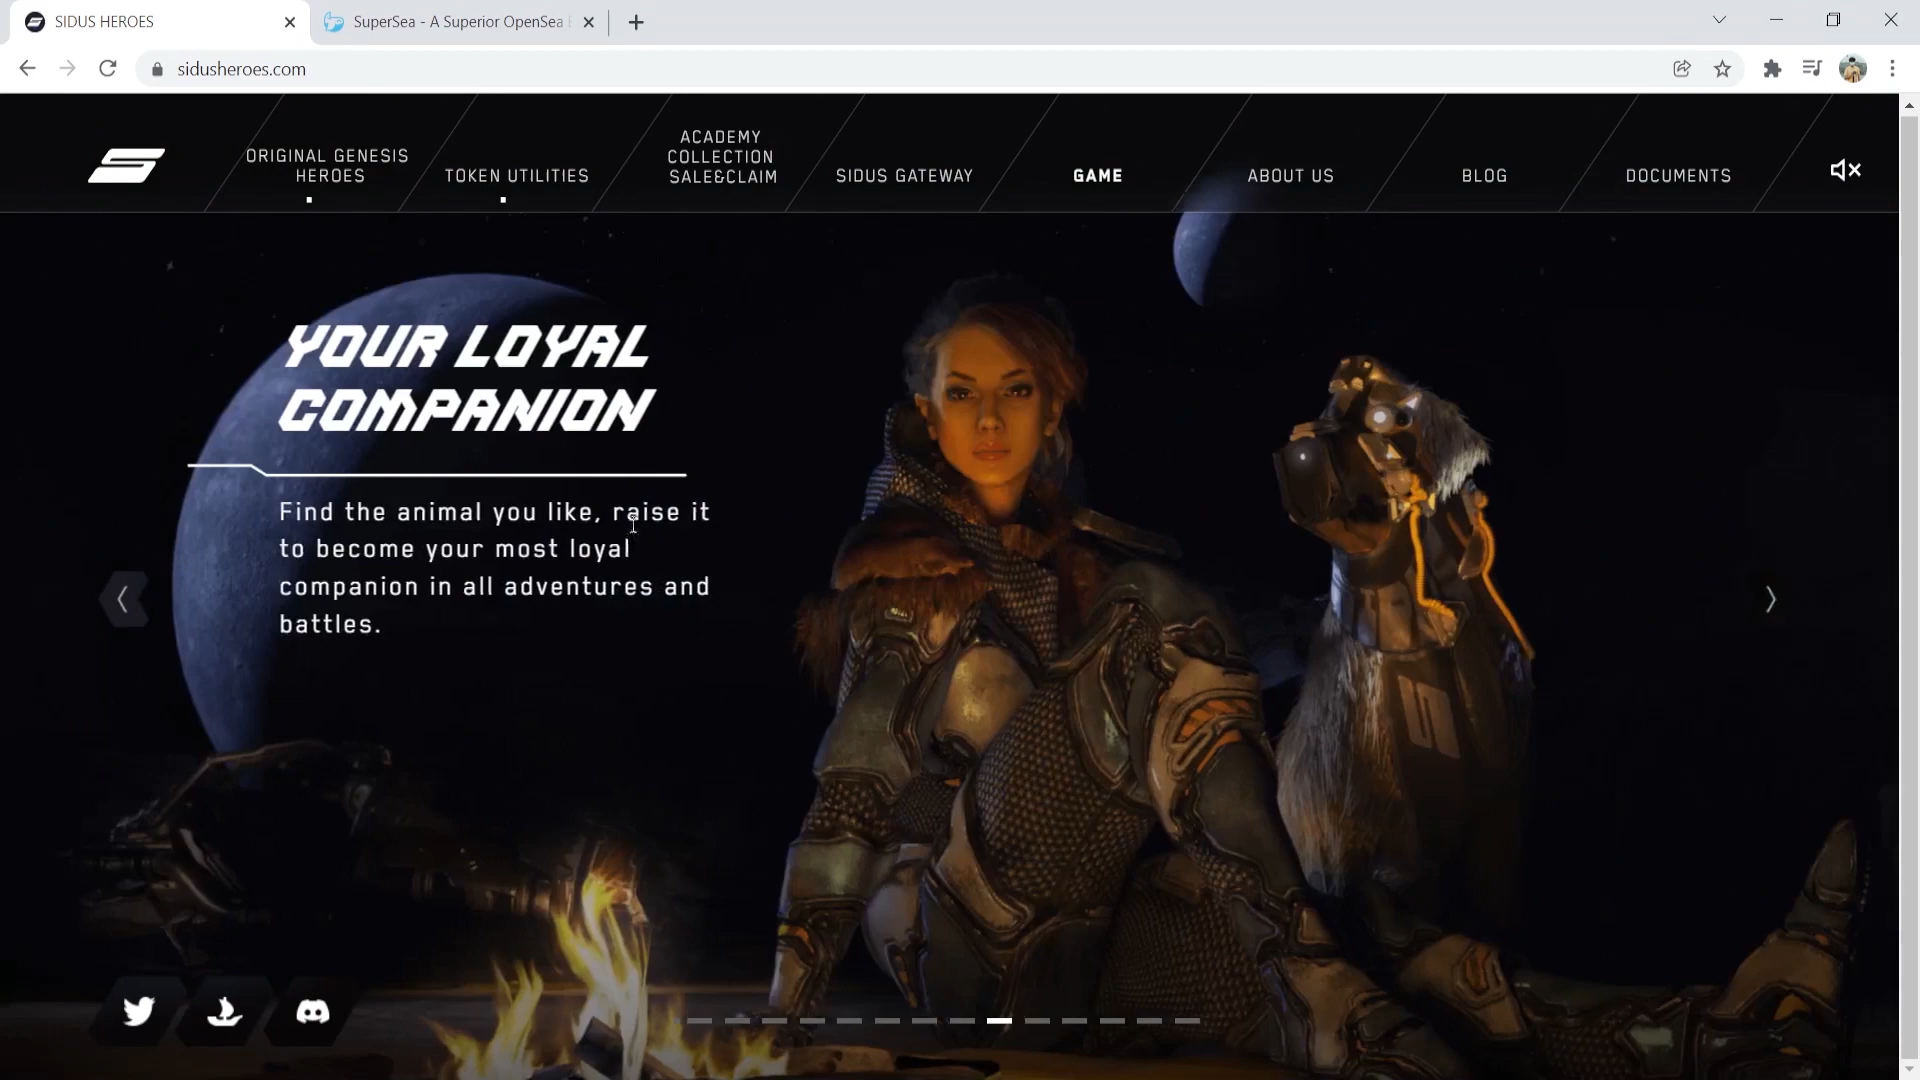 SIDUS HEROES
SuperSea - A Superior OpenSea
sidusheroes.com
ORIGINAL GENESIS
HEROES
TOKEN UTILITIES
ACADEMY
COLLECTION
SALE&CLAIM
SIDUS GATEWAY
GAME
ABOUT US
BLOG
DOCUMENTS
YOUR LOYAL
COMPANION
Find the animal you like, raise it
to become your most loyal
companion in all adventures and
battles.